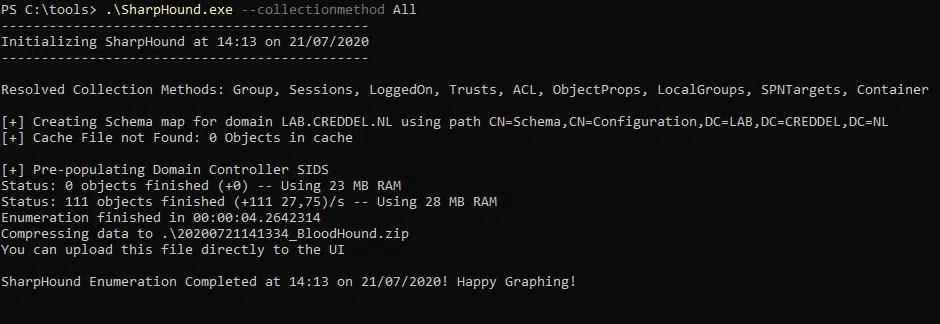 PS C:\tools> .\SharpHound.exe --collectionmethod All
-----------------------------------------------
Initializing SharpHound at 14:13 on 21/07/2020
-----------------------------------------------
Resolved Collection Methods: Group, Sessions, LoggedOn, Trusts, ACL, ObjectProps, LocalGroups, SPNTargets, Container
[+] Creating Schema map for domain LAB.CREDDEL.NL using path CN=Schema,CN=Configuration,DC=LAB,DC=CREDDEL,DC=NL
[+] Cache File not Found: 0 Objects in cache
[+] Pre-populating Domain Controller SIDS
Status: 0 objects finished (+0) -- Using 23 MB RAM
Status: 111 objects finished (+111 27,75)/s -- Using 28 MB RAM
Enumeration finished in 00:00:04.2642314
Compressing data to .\20200721141334_BloodHound.zip
You can upload this file directly to the UI
SharpHound Enumeration Completed at 14:13 on 21/07/2020! Happy Graphing!